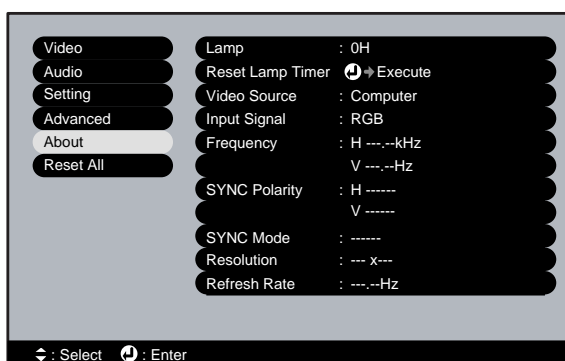 Video
Audio
Setting
Advanced
About
Reset All
Lamp : 0H
Reset Lamp Timer Execute
Video Source : Computer
Input Signal : RGB
Frequency : H ---.--kHz
V ---.--Hz
SYNC Polarity : H ------
V ------
SYNC Mode : ------
Resolution : --- x---
Refresh Rate : ---.--Hz
: Select : Enter